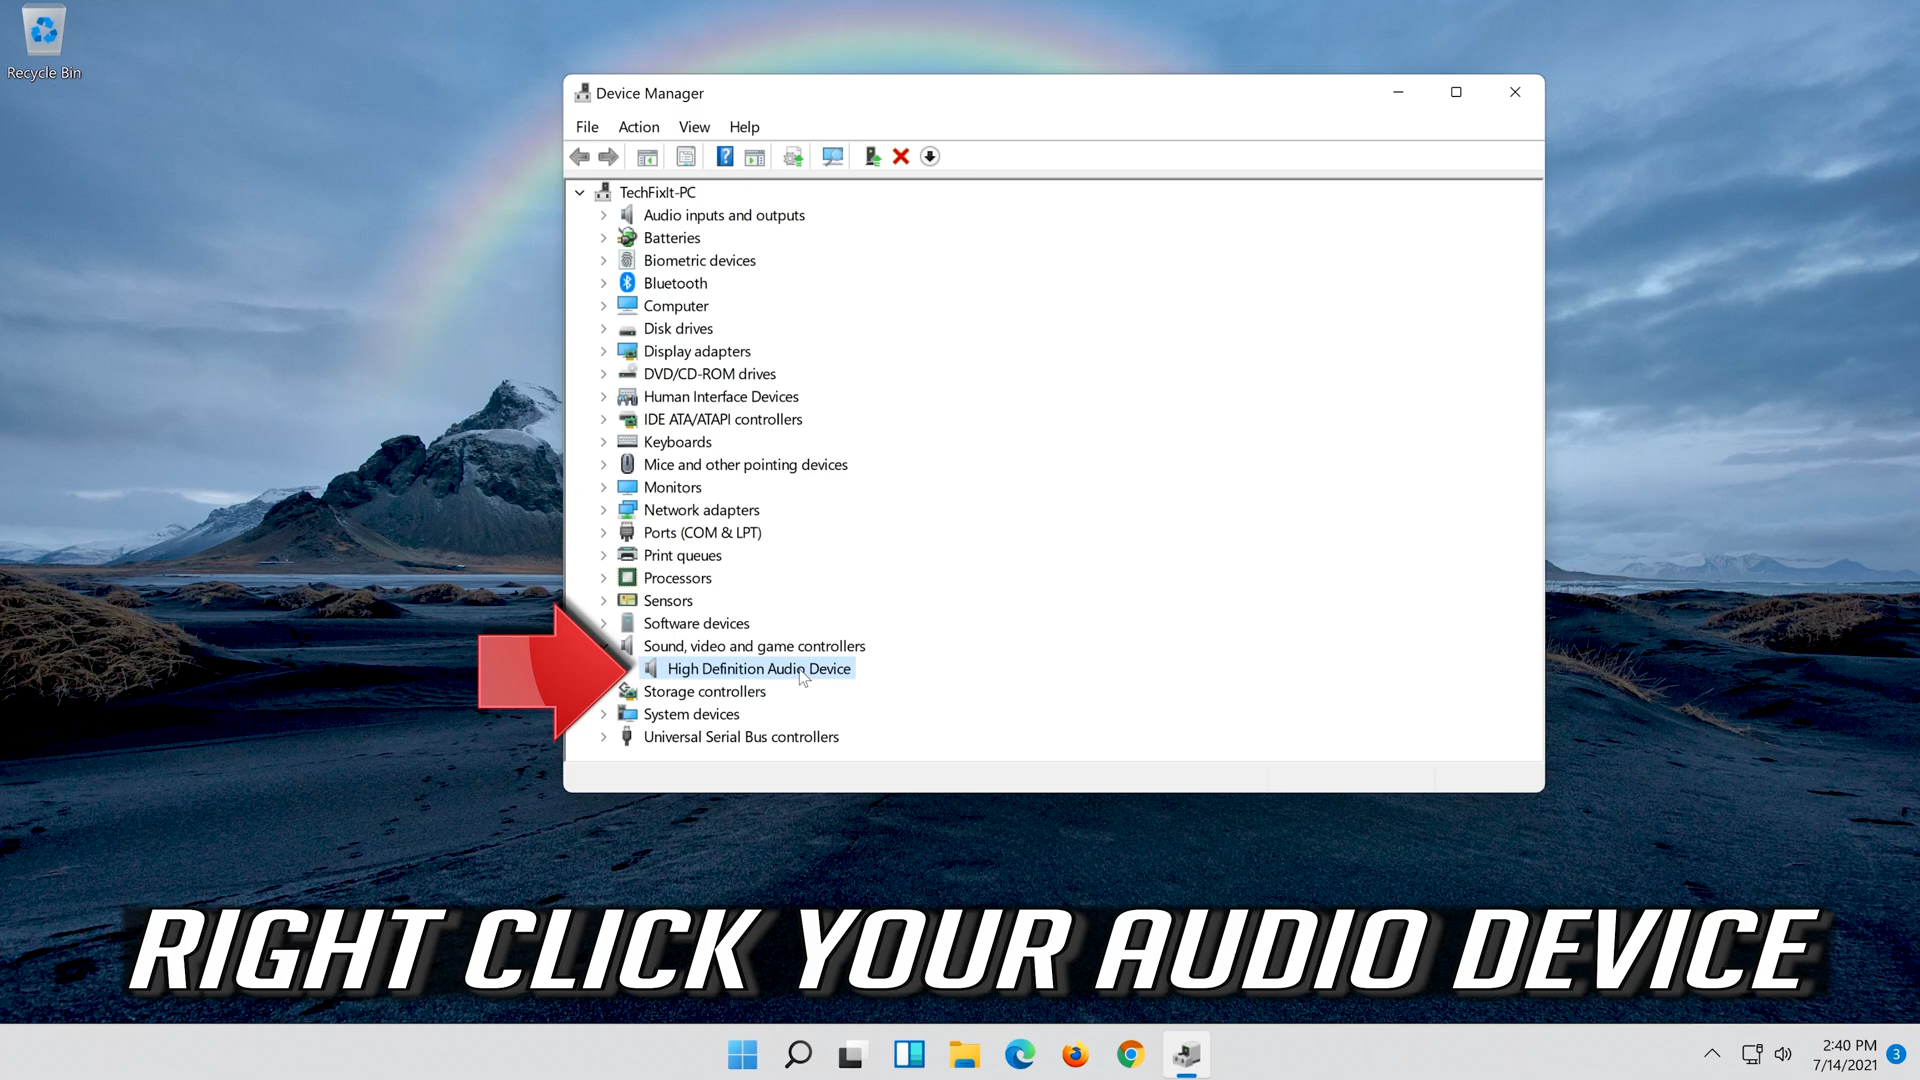 Recycle Bin
Device Manager
File Action View Help
TechFixIt-PC
Audio inputs and outputs
Batteries
Biometric devices
Bluetooth
Computer
Disk drives
Display adapters
DVD/CD-ROM drives
Human Interface Devices
IDE ATA/ATAPI controllers
Keyboards
Mice and other pointing devices
Monitors
Network adapters
Ports (COM & LPT)
Print queues
Processors
Sensors
Software devices
Sound, video and game controllers
High Definition Audio Device
Storage controllers
System devices
Universal Serial Bus controllers
RIGHT CLICK YOUR AUDIO DEVICE
2:40 PM
7/14/2021
3